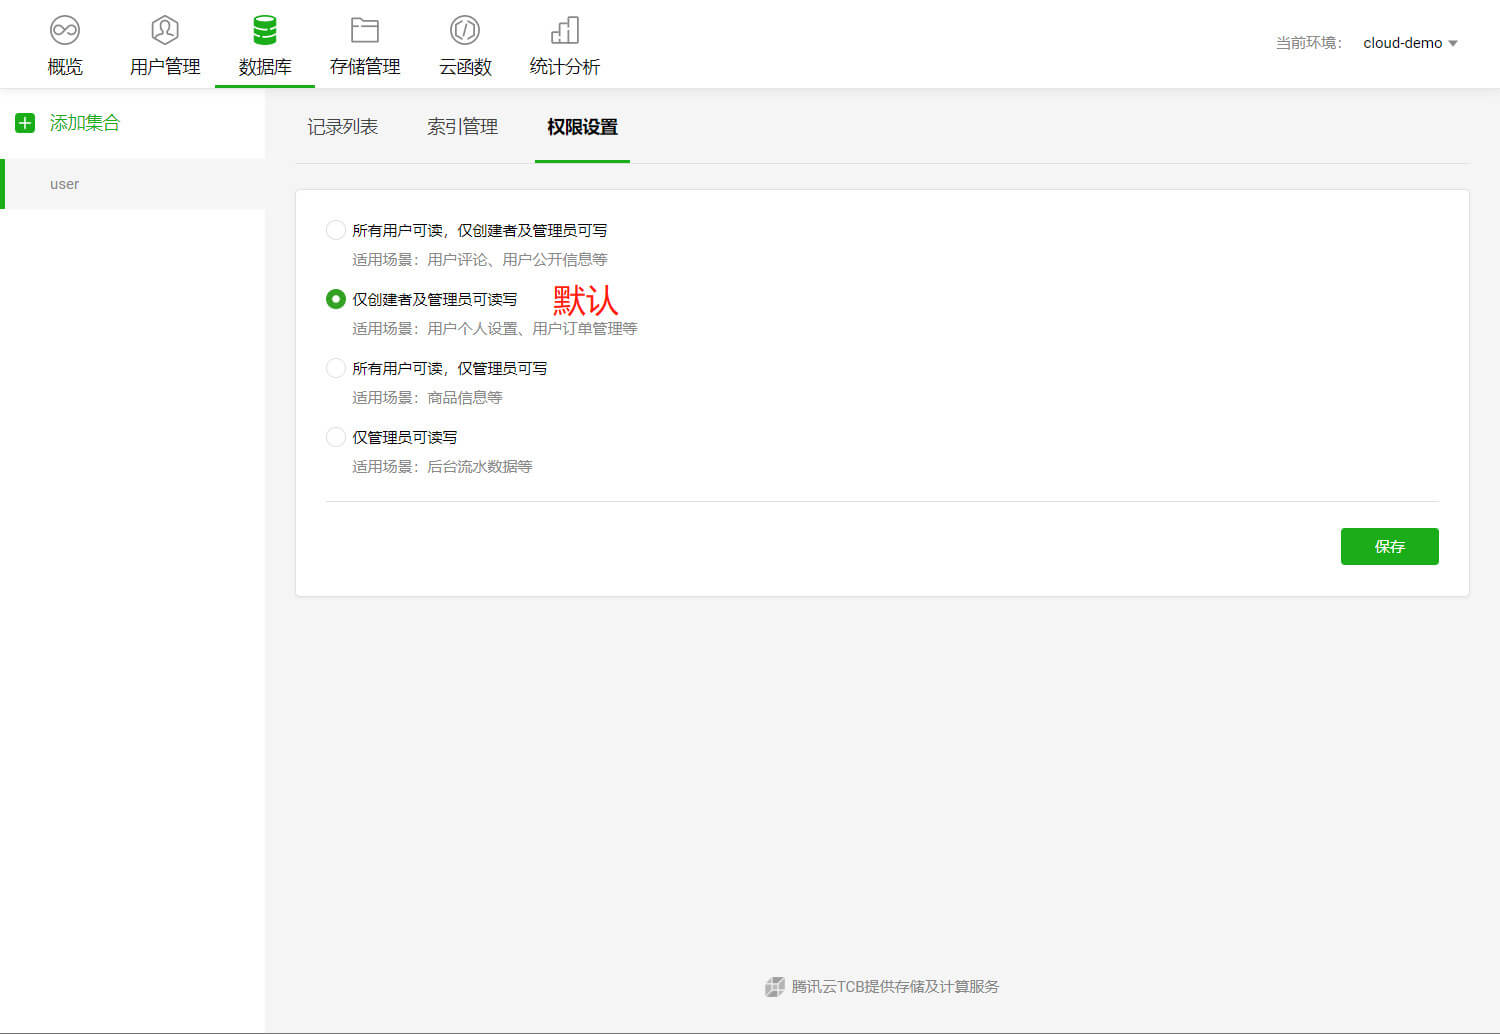 概览
用户管理
数据库
存储管理
云函数
统计分析
当前环境：
cloud-demo
添加集合
user
记录列表
索引管理
权限设置
所有用户可读，仅创建者及管理员可写
适用场景：用户评论、用户公开信息等
仅创建者及管理员可读写
默认
适用场景：用户个人设置、用户订单管理等
所有用户可读，仅管理员可写
适用场景：商品信息等
仅管理员可读写
适用场景：后台流水数据等
保存
腾讯云TCB提供存储及计算服务